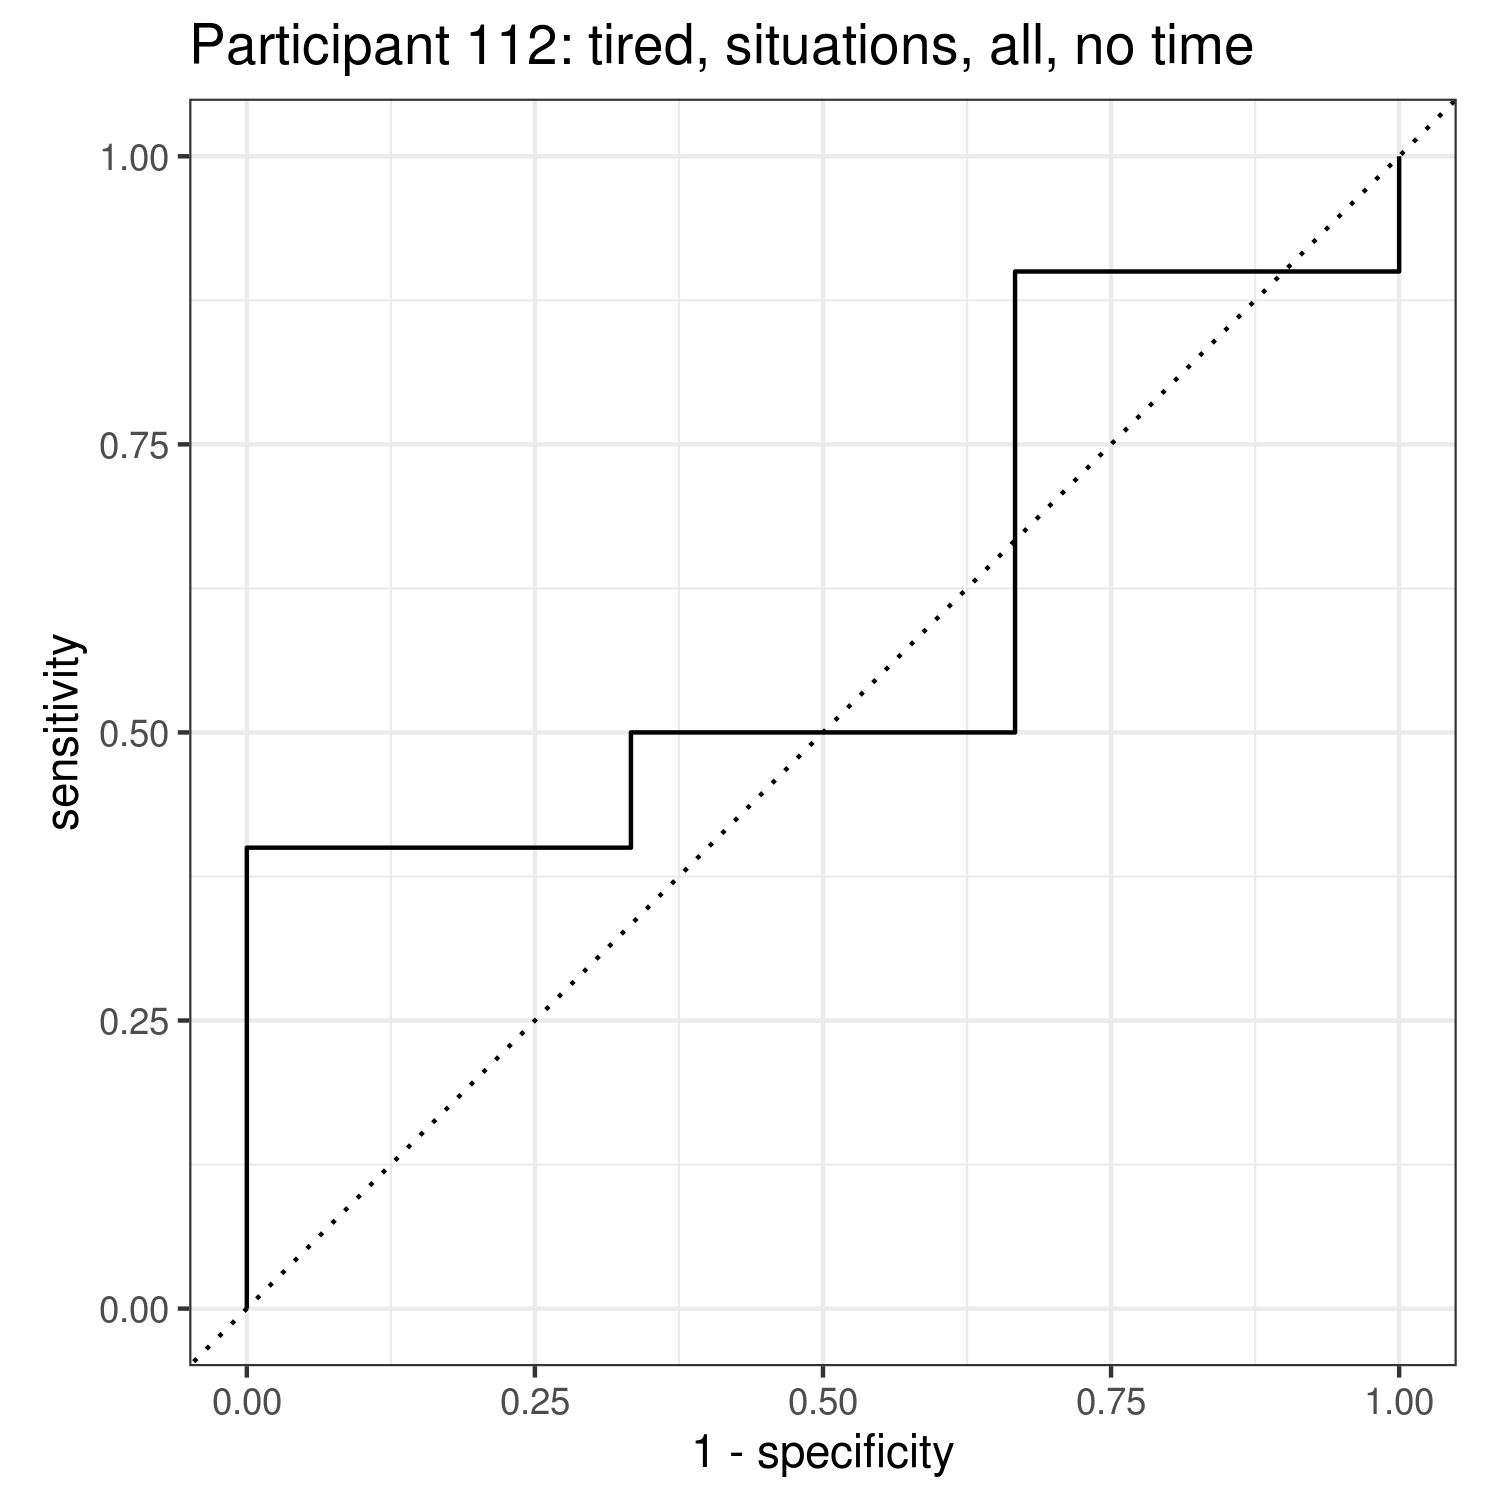 Participant 112: tired, situations, all, no time
1.00
0.75
0.50
0.25
0.00
sensitivity
0.00 0.25 0.50 0.75 1.00
1 - specificity